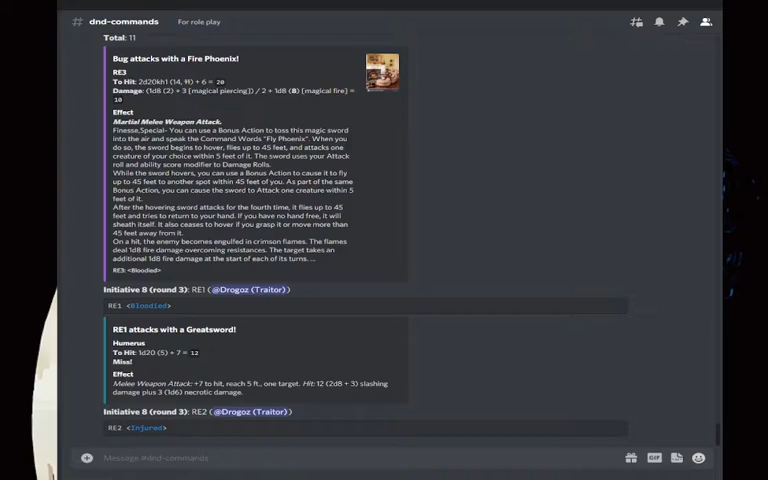 # dnd-commands For role play
Total: 11
Bug attacks with a Fire Phoenix!
RE3
To Hit: 2d20kh1 (14, 11) + 6 = 20
Damage: (1d8 (2) + 3 [magical piercing]) / 2 + 1d8 (8) [magical fire] =
10
Effect
Martial Melee Weapon Attack.
Finesse,Special- You can use a Bonus Action to toss this magic sword
into the air and speak the Command Words "Fly Phoenix". When you
do so, the sword begins to hover, flies up to 45 feet, and attacks one
creature of your choice within 5 feet of it. The sword uses your Attack
roll and ability score modifier to Damage Rolls.
While the sword hovers, you can use a Bonus Action to cause it to fly
up to 45 feet to another spot within 45 feet of you. As part of the same
Bonus Action, you can cause the sword to Attack one creature within 5
feet of it.
After the hovering sword attacks for the fourth time, it flies up to 45
feet and tries to return to your hand. If you have no hand free, it will
sheath itself. It also ceases to hover if you grasp it or move more than
45 feet away from it.
On a hit, the enemy becomes engulfed in crimson flames. The flames
deal 1d8 fire damage overcoming resistances. The target takes an
additional 1d8 fire damage at the start of each of its turns. ...
RE3: <Bloodied>
Initiative 8 (round 3): RE1 (@Drogoz (Traitor))
RE1 <Bloodied>
RE1 attacks with a Greatsword!
Humerus
To Hit: 1d20 (5) + 7 = 12
Miss!
Effect
Melee Weapon Attack: +7 to hit, reach 5 ft., one target. Hit: 12 (2d8 + 3) slashing
damage plus 3 (1d6) necrotic damage.
Initiative 8 (round 3): RE2 (@Drogoz (Traitor))
RE2 <Injured>
Message #dnd-commands
GIF